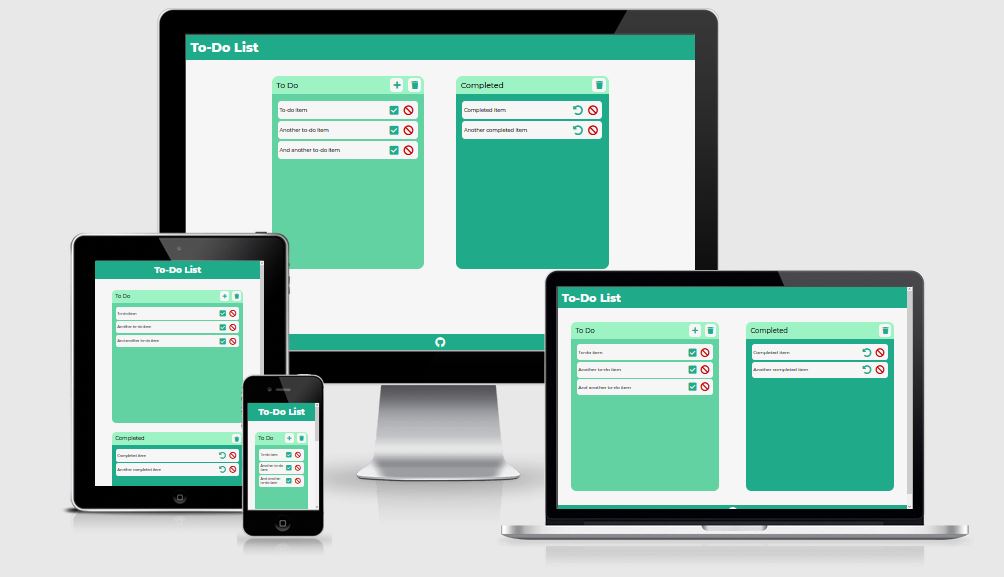 To-Do List
To Do
Completed
To-do item
Another to-do item
And another to-do item
Completed item
Another completed item
To-Do List
To Do
To-do item
Another to-do item
And another to-do item
Completed
Completed item
Another completed item
To-Do List
To Do
To-do item
Another to-do
item
And another
to-do item
To-Do List
To Do
Completed
To-do item
Another to-do item
And another to-do item
Completed item
Another completed item